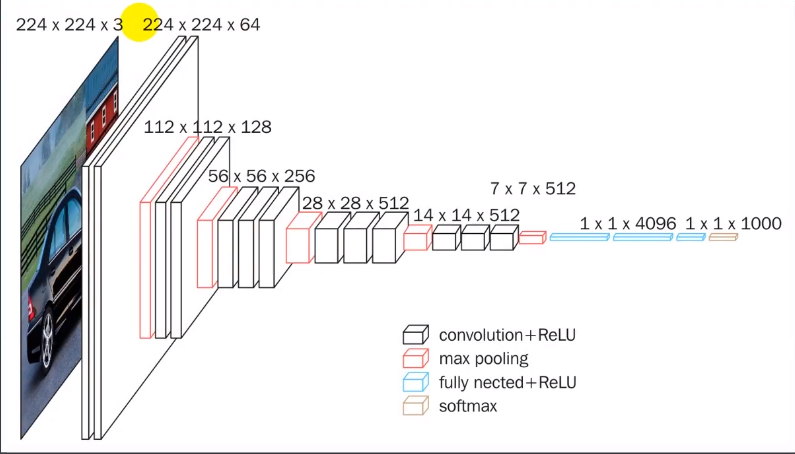 224 x 224 x 3 224 x 224 x 64
112 x 112 x 128
56 x 56 x 256
28 x 28 x 512
14 x 14 x 512
7 x 7 x 512
1 x 1 x 4096 1 x 1 x 1000
convolution+ReLU
max pooling
fully nected+ReLU
softmax